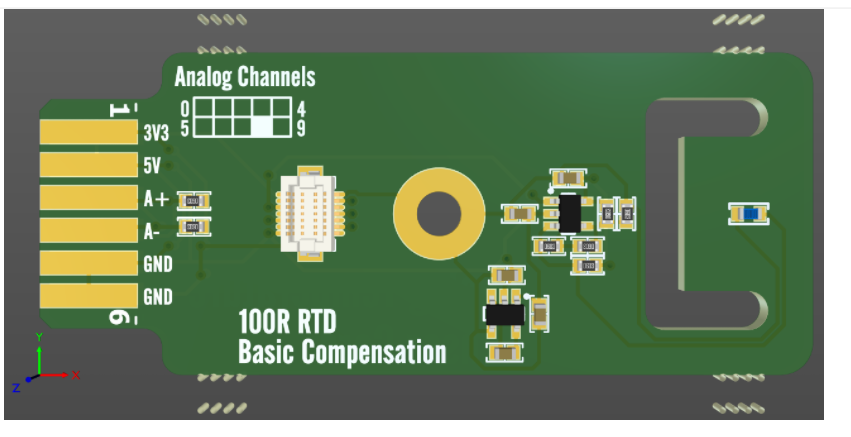 Analog Channels
0 4
5 9
1
3V3
5V
A+
A-
GND
GND
6
100R RTD
Basic Compensation
Y
X
Z